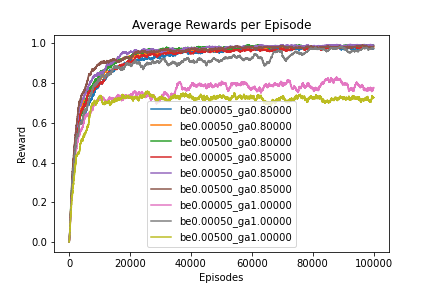 Average Rewards per Episode
1.0
0.8
0.6
0.4
0.2
0.0
Reward
be0.00005_ga0.80000
be0.00050_ga0.80000
be0.00500_ga0.80000
be0.00005_ga0.85000
be0.00050_ga0.85000
be0.00500_ga0.85000
be0.00005_ga1.00000
be0.00050_ga1.00000
be0.00500_ga1.00000
0 20000 40000 60000 80000 100000
Episodes